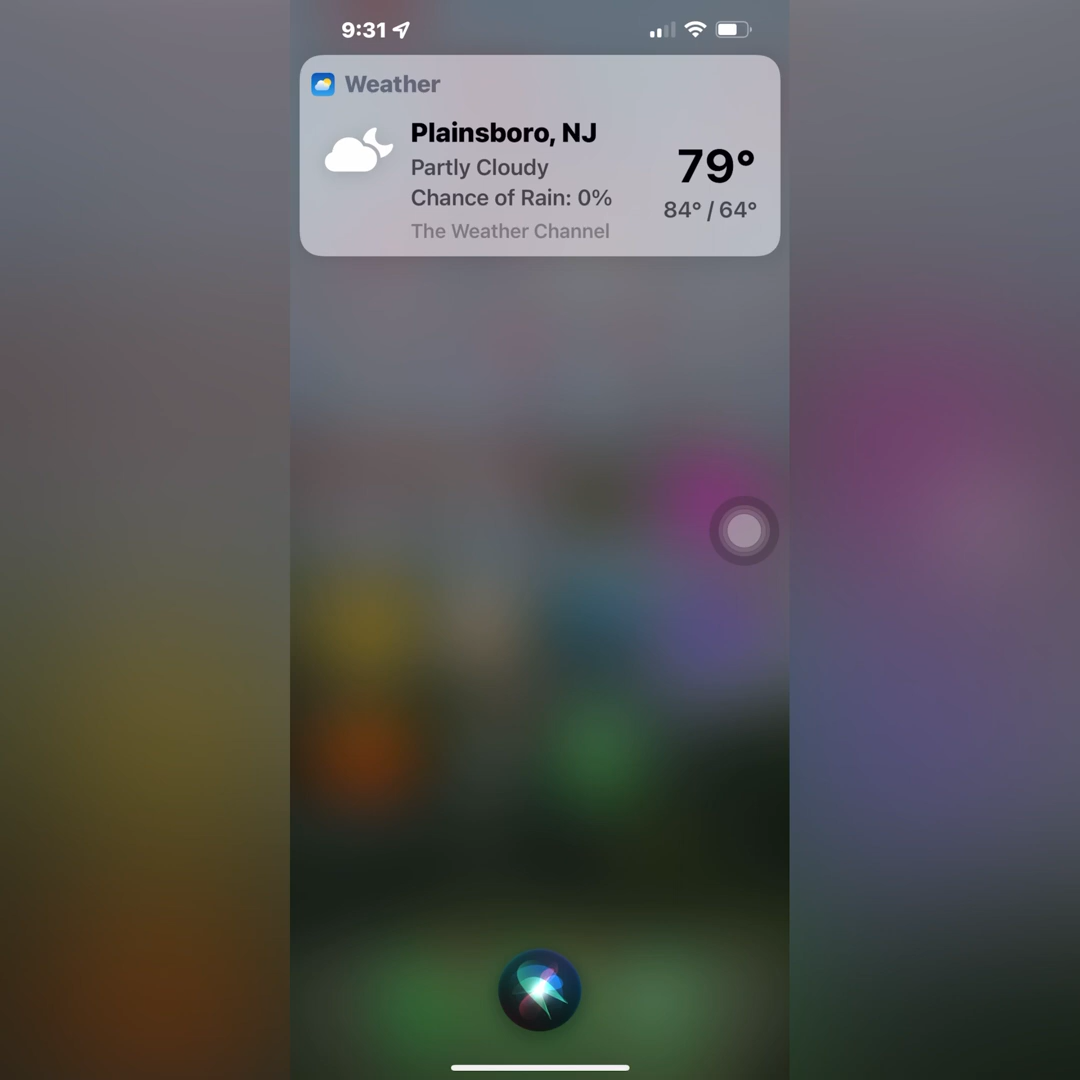 9:31
Weather
Plainsboro, NJ
Partly Cloudy
Chance of Rain: 0%
The Weather Channel
79°
84° / 64°